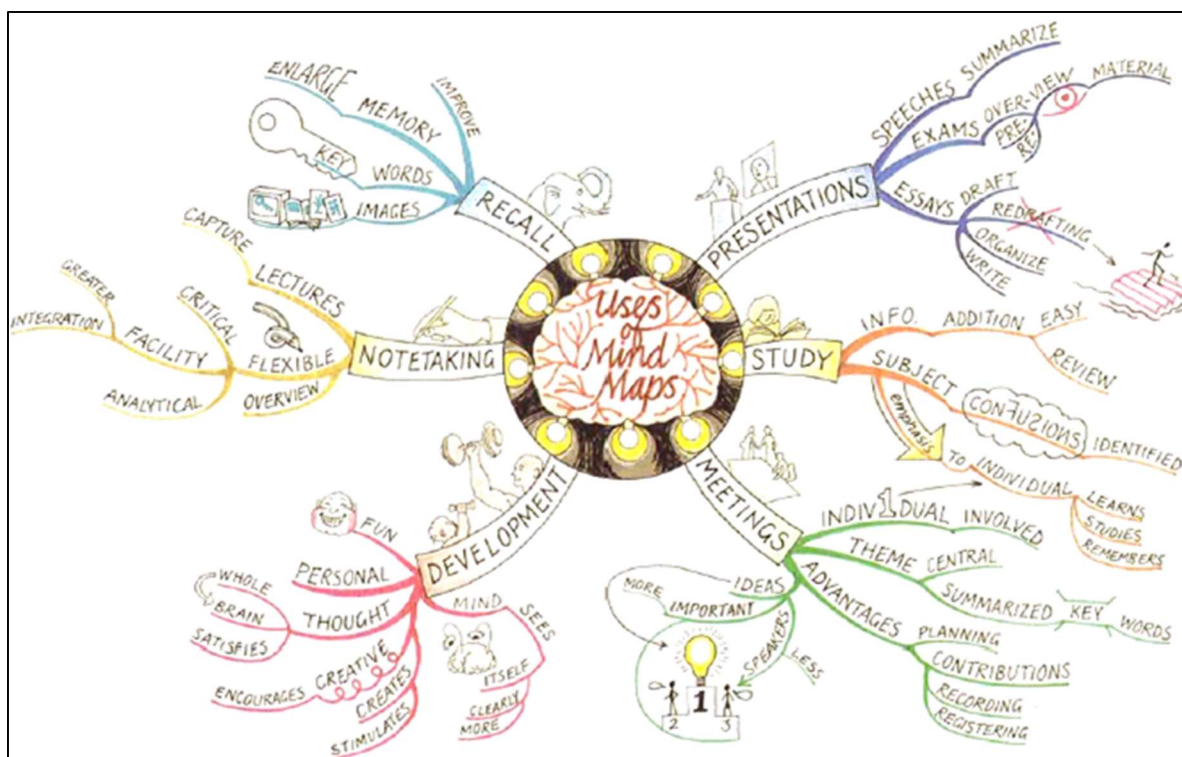 Uses
of
Mind
Maps
RECALL
IMPROVE
MEMORY
ENLARGE
WORDS
KEY
IMAGES
PRESENTATIONS
SPEECHES SUMMARIZE
EXAMS OVER-VIEW MATERIAL
PRE-
RE-
ESSAYS DRAFT
REDRAFTING
ORGANIZE
WRITE
STUDY
INFO. ADDITION EASY
REVIEW
SUBJECT CONFUSIONS IDENTIFIED
emphasis
TO INDIVIDUAL LEARNS
STUDIES
REMEMBERS
MEETINGS
INDIV1DUAL INVOLVED
THEME CENTRAL
SUMMARIZED KEY WORDS
ADVANTAGES PLANNING
CONTRIBUTIONS
RECORDING
REGISTERING
IDEAS
MORE IMPORTANT
SPEAKERS LESS
1
2
3
DEVELOPMENT
FUN
PERSONAL
THOUGHT
WHOLE
BRAIN
SATISFIES
CREATIVE
ENCOURAGES
CREATES
STIMULATES
MIND SEES
ITSELF
CLEARLY
MORE
NOTETAKING
LECTURES
CAPTURE
FLEXIBLE
CRITICAL
FACILITY
GREATER
INTEGRATION
ANALYTICAL
OVERVIEW